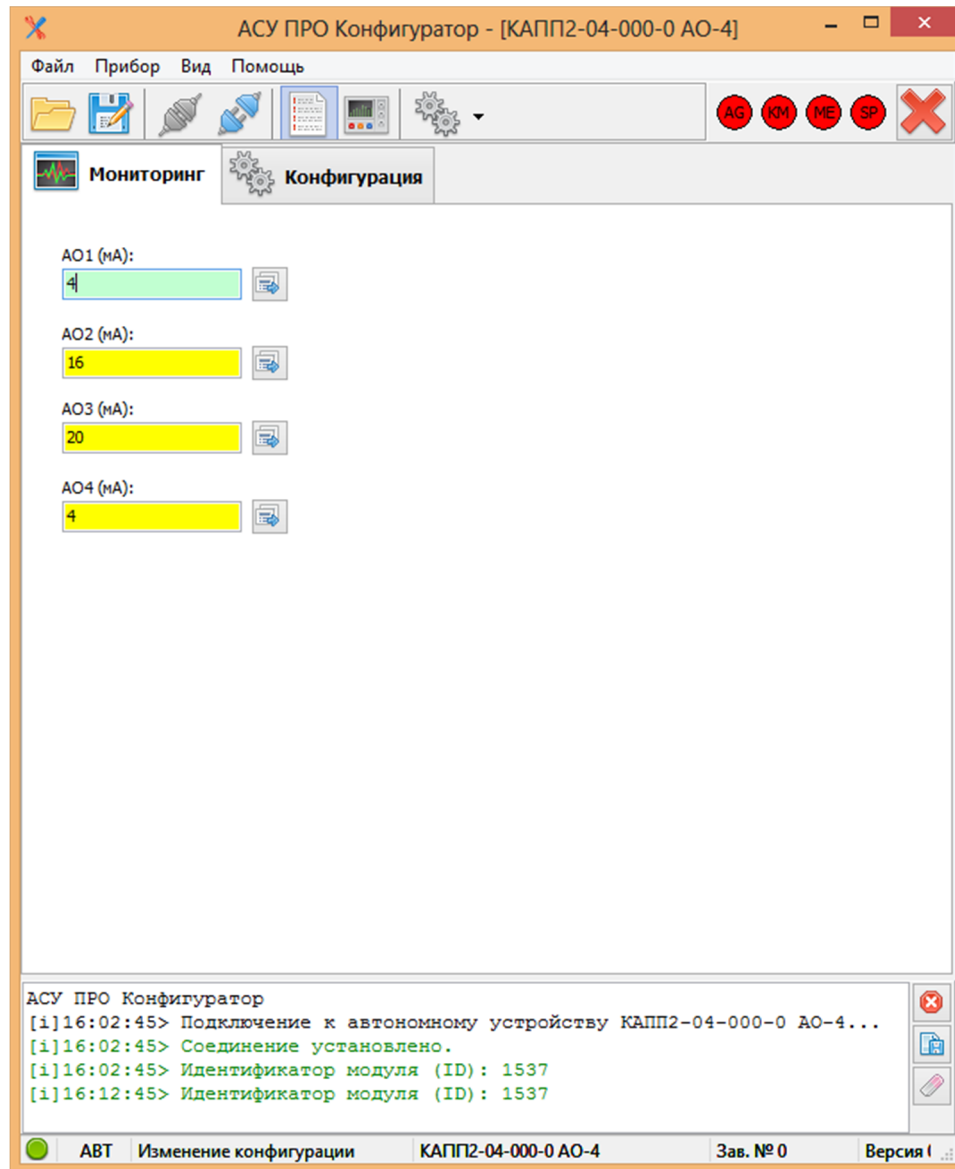 АСУ ПРО Конфигуратор - [КАПП2-04-000-0 АО-4]
Файл Прибор Вид Помощь
AG KM ME SP
Мониторинг Конфигурация
АО1 (мА):
4
АО2 (мА):
16
АО3 (мА):
20
АО4 (мА):
4
АСУ ПРО Конфигуратор
[i]16:02:45> Подключение к автономному устройству КАПП2-04-000-0 АО-4...
[i]16:02:45> Соединение установлено.
[i]16:02:45> Идентификатор модуля (ID): 1537
[i]16:12:45> Идентификатор модуля (ID): 1537
АВТ Изменение конфигурации КАПП2-04-000-0 АО-4 Зав. № 0 Версия